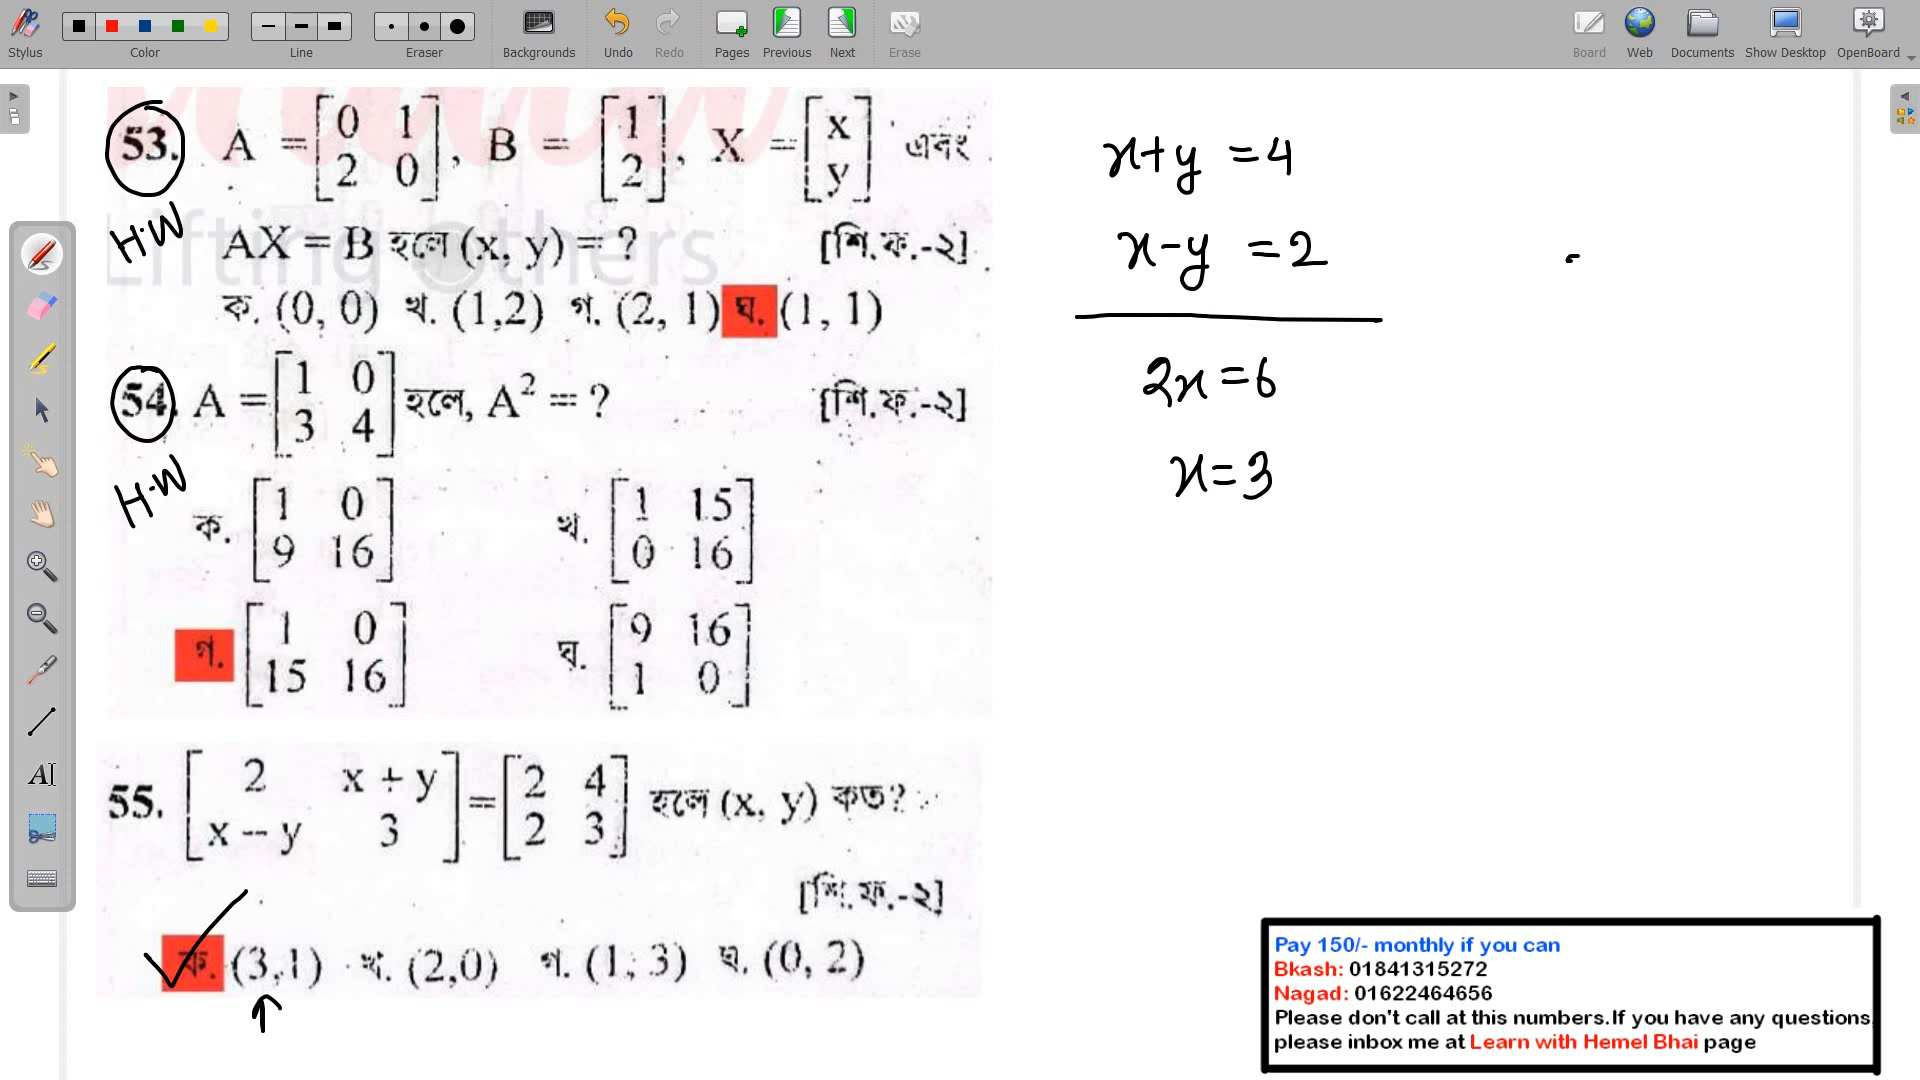 Stylus Color Line Eraser Backgrounds Undo Redo Pages Previous Next Erase Board Web Documents Show Desktop OpenBoard
53. A = [0 1 2 0], B = [1 2], X = [x y] এবং
H.W
Lifting Others
AX = B হলে (x, y) = ? [শি.ফ.-২]
ক. (0, 0) খ. (1,2) গ. (2, 1) ঘ. (1, 1)
54. A = [1 0 3 4] হলে, A² = ? [শি.ফ.-২]
H.W
ক. [1 0 9 16] খ. [1 15 0 16]
গ. [1 0 15 16] ঘ. [9 16 1 0]
55. [2 x + y x – y 3] = [2 4 2 3] হলে (x, y) কত?
[শি.ফ.-২]
ক. (3,1) খ. (2,0) গ. (1, 3) ঘ. (0, 2)
x+y = 4
x-y = 2
2x = 6
x = 3
Pay 150/- monthly if you can
Bkash: 01841315272
Nagad: 01622464656
Please don't call at this numbers.If you have any questions
please inbox me at Learn with Hemel Bhai page